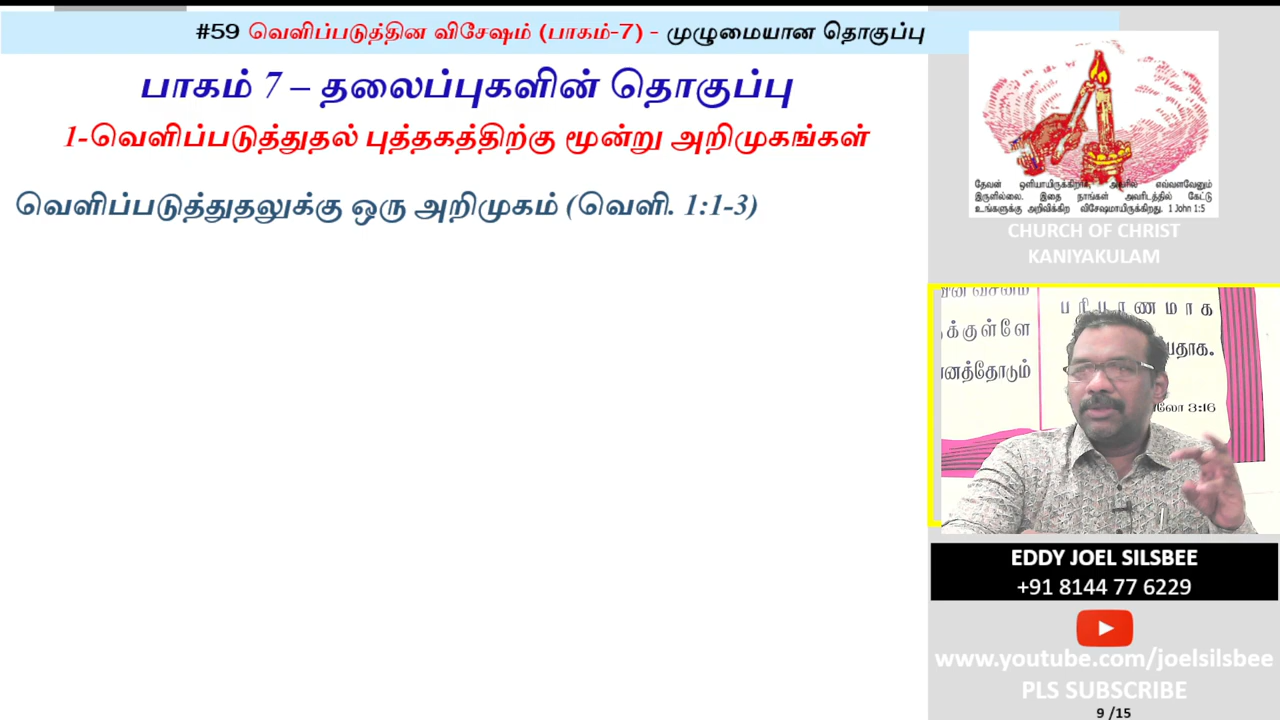 #59 வெளிப்படுத்தின விசேஷம் (பாகம்-7) - முழுமையான தொகுப்பு
பாகம் 7 – தலைப்புகளின் தொகுப்பு
1-வெளிப்படுத்துதல் புத்தகத்திற்கு மூன்று அறிமுகங்கள்
வெளிப்படுத்துதலுக்கு ஒரு அறிமுகம் (வெளி. 1:1-3)
தேவன் ஒளியாயிருக்கிறார், அவரில் எவ்வளவேனும்
இருளில்லை. இதை நாங்கள் அவரிடத்தில் கேட்டு
உங்களுக்கு அறிவிக்கிற விசேஷமாயிருக்கிறது. 1 John 1:5
CHURCH OF CHRIST
KANIYAKULAM
வசனம் பரிபூரணமாக
க்குள்ளே
னத்தோடும்
3:16
EDDY JOEL SILSBEE
+91 8144 77 6229
www.youtube.com/joelsilsbee
PLS SUBSCRIBE
9 /15